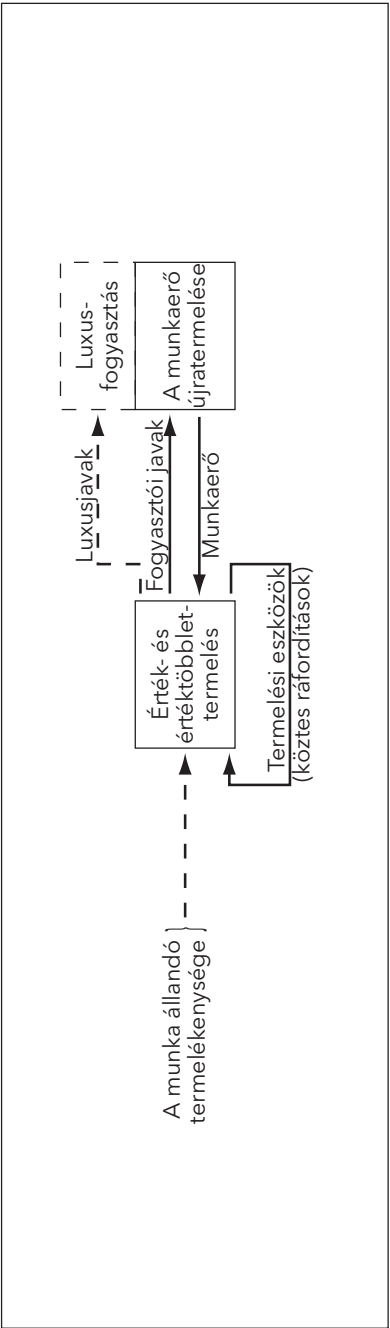 A munka állandó
termelékenysége
Érték- és
értéktöbblet-
termelés
Termelési eszközök
(köztes ráfordítások)
Luxusjavak
Fogyasztói javak
Munkaerő
Luxus-
fogyasztás
A munkaerő
újratermelése